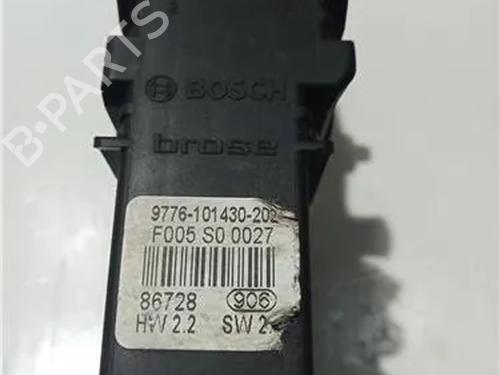 BOSCH
brose
9776-101430-202
F005 S0 0027
86728 906
HW 2.2 SW 2.
B-PARTS